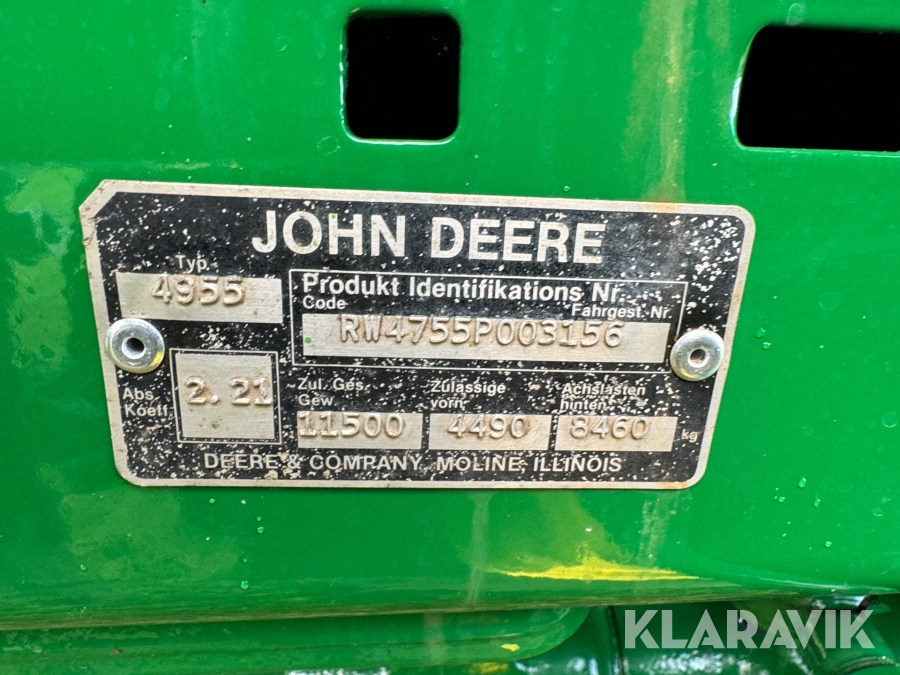 JOHN DEERE
Typ
4955
Produkt Identifikations Nr.
Code
Fahrgest. Nr.
RW4755P003156
Abs.
Koeff.
2.21
Zul. Ges.
Gew.
11500
Zulässige
vorn
4490
Achslasten
hinten
8460
kg
DEERE & COMPANY, MOLINE, ILLINOIS
KLARAVIK